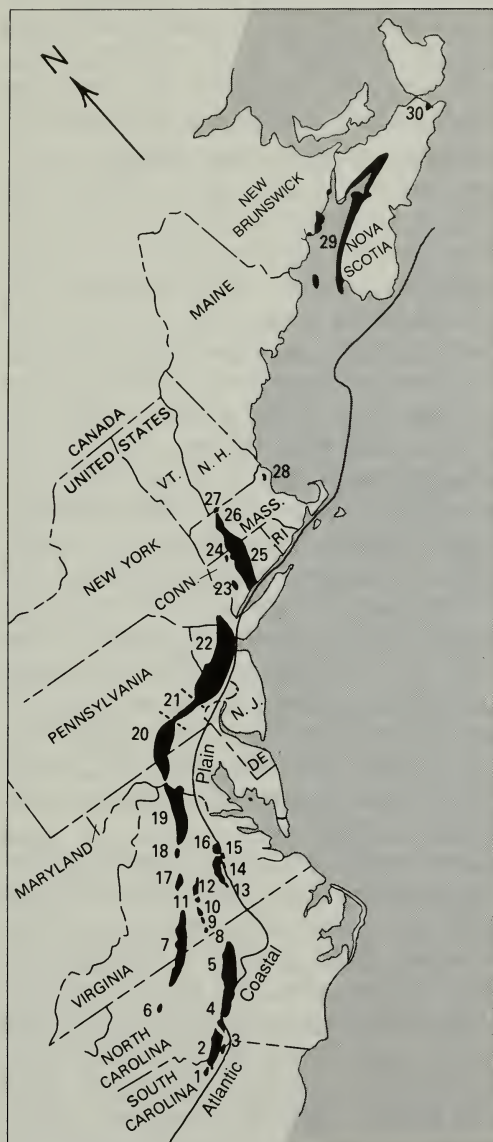 N
30
NEW
BRUNSWICK
29
NOVA
SCOTIA
MAINE
CANADA
UNITED STATES
VT.
N. H.
28
27
26
MASS.
RI
NEW YORK
24
25
CONN.
23
22
PENNSYLVANIA
21
N. J.
20
DE
Plain
MARYLAND
19
18
16
15
14
17
12
13
11
10
9
7
8
VIRGINIA
5
Coastal
6
4
NORTH
CAROLINA
2
3
SOUTH
CAROLINA
1
Atlantic